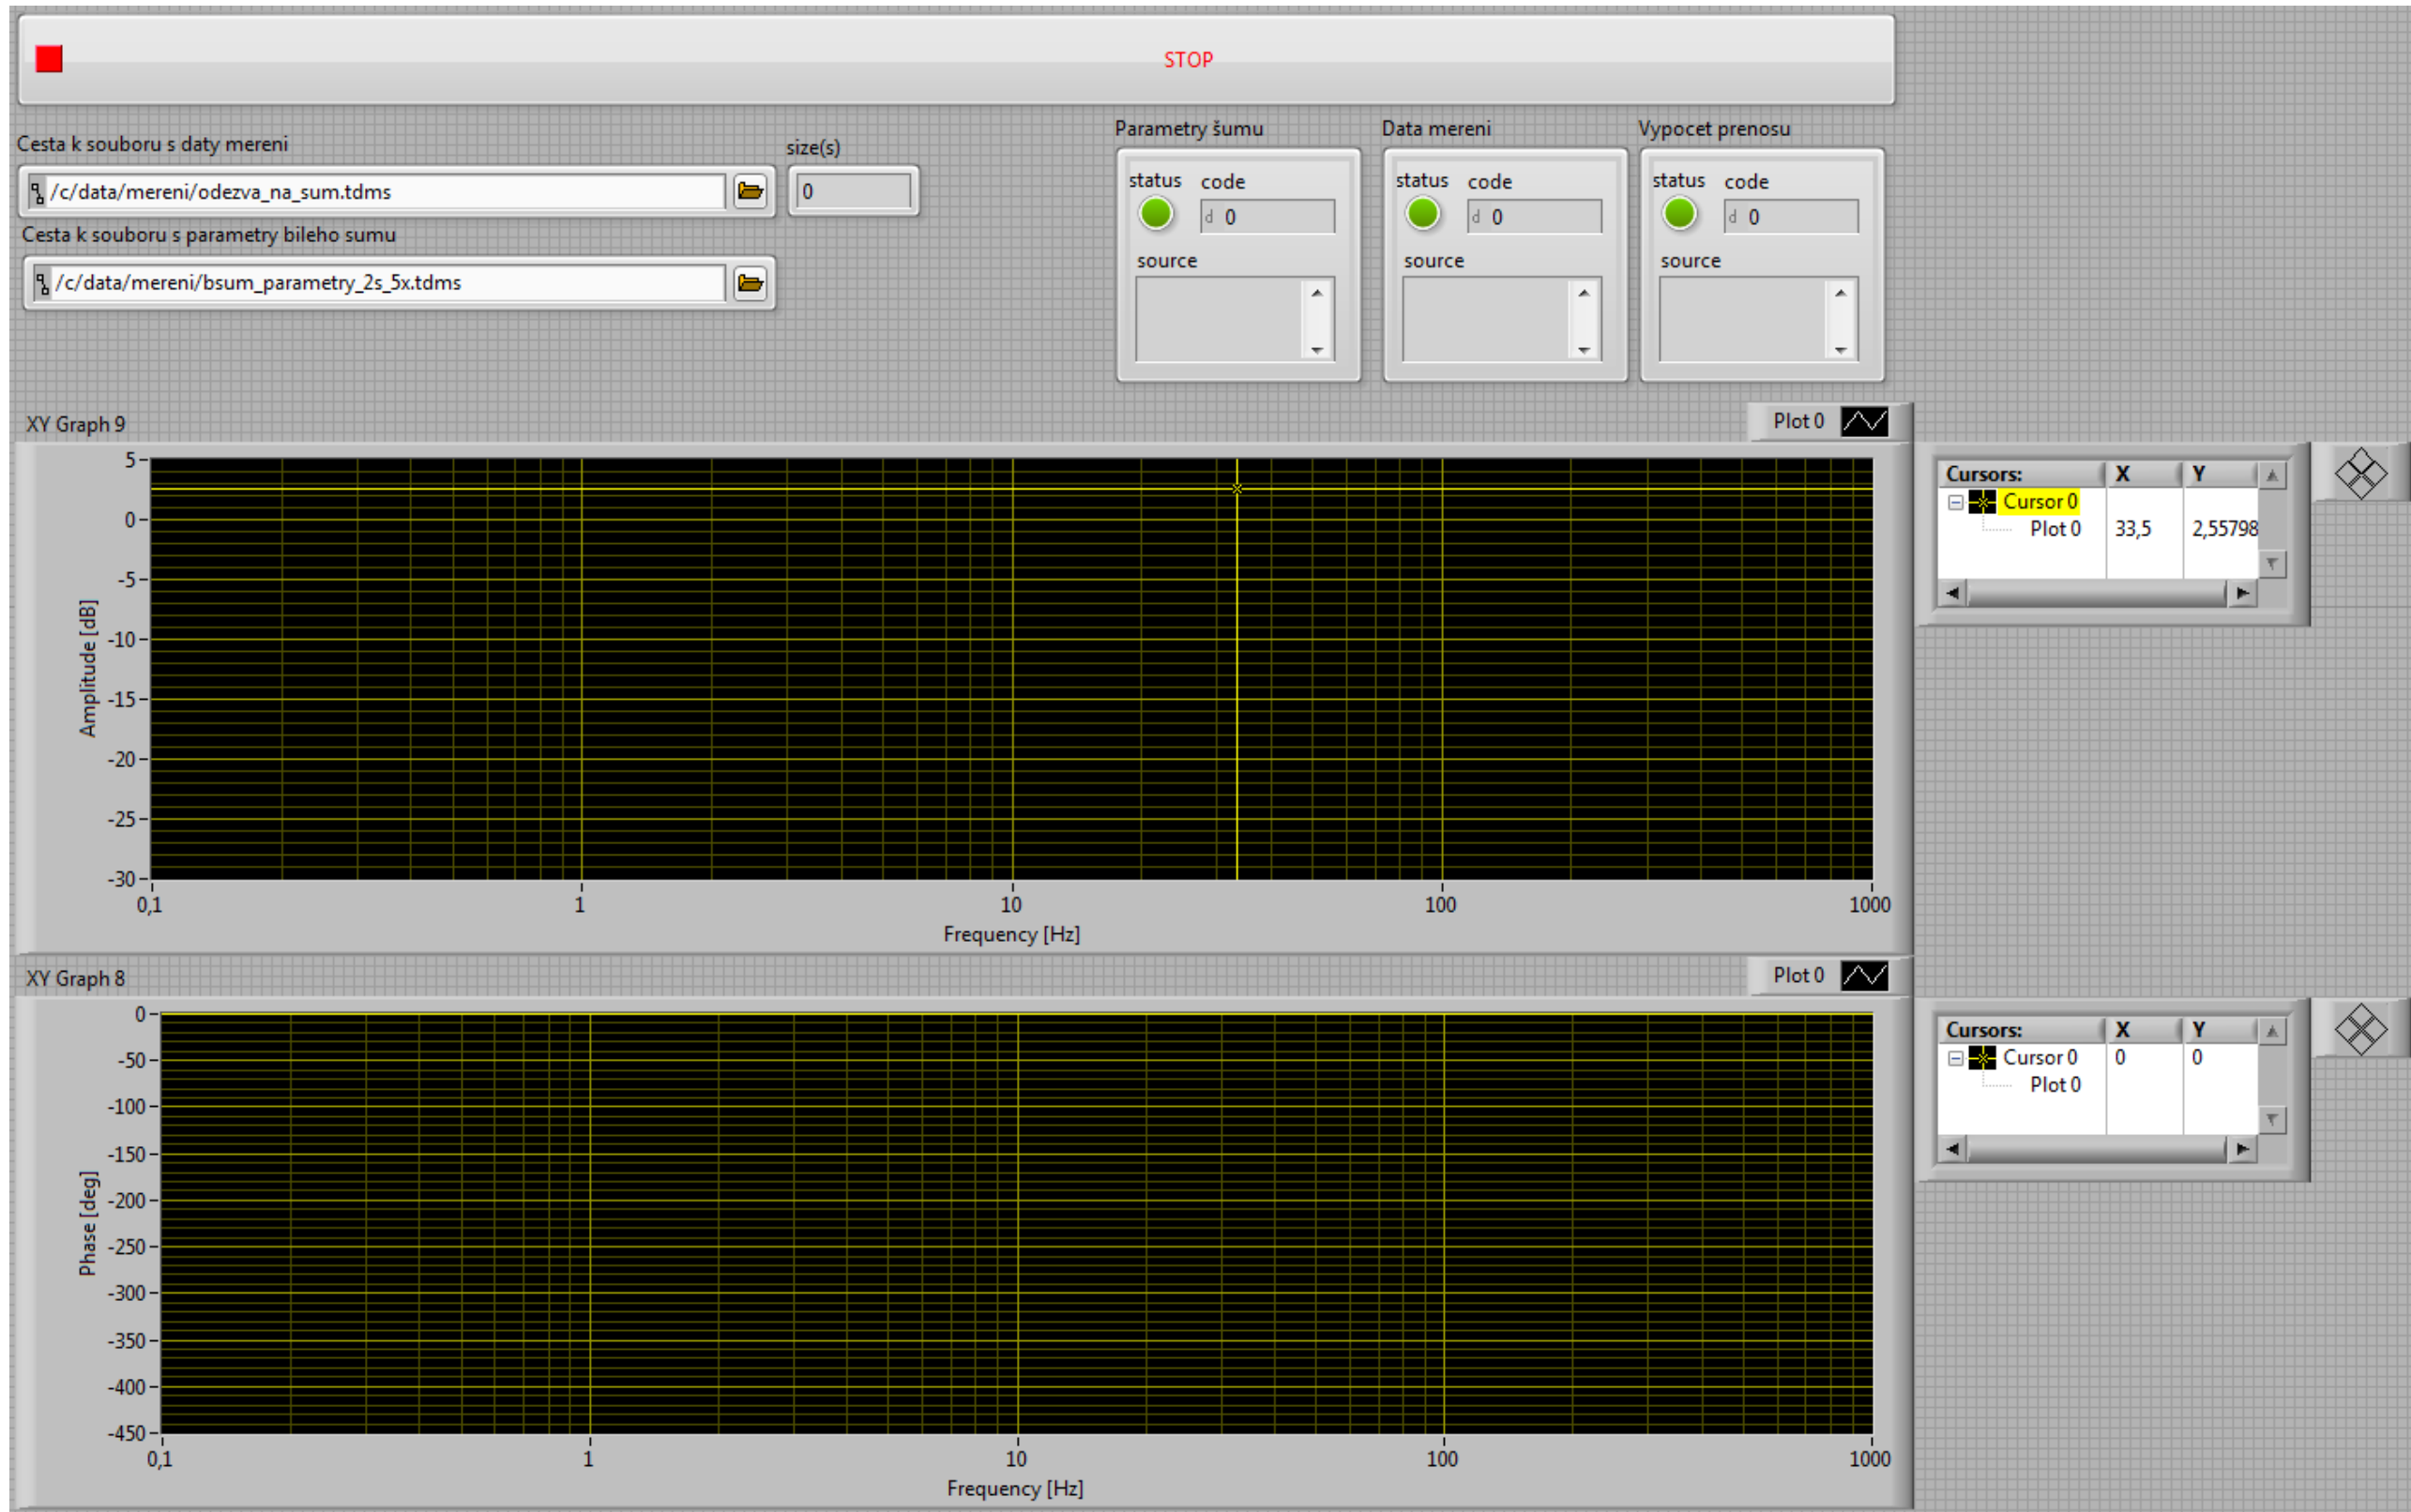 STOP
Cesta k souboru s daty mereni
/c/data/mereni/odezva_na_sum.tdms
size(s)
0
Cesta k souboru s parametry bileho sumu
/c/data/mereni/bsum_parametry_2s_5x.tdms
Parametry šumu
status code
d 0
source
Data mereni
status code
d 0
source
Vypocet prenosu
status code
d 0
source
XY Graph 9
Plot 0
5
0
-5
-10
-15
-20
-25
-30
Amplitude [dB]
0,1 1 10 100 1000
Frequency [Hz]
Cursors: X Y
Cursor 0
Plot 0 33,5 2,55798
XY Graph 8
Plot 0
0
-50
-100
-150
-200
-250
-300
-350
-400
-450
Phase [deg]
0,1 1 10 100 1000
Frequency [Hz]
Cursors: X Y
Cursor 0 0 0
Plot 0